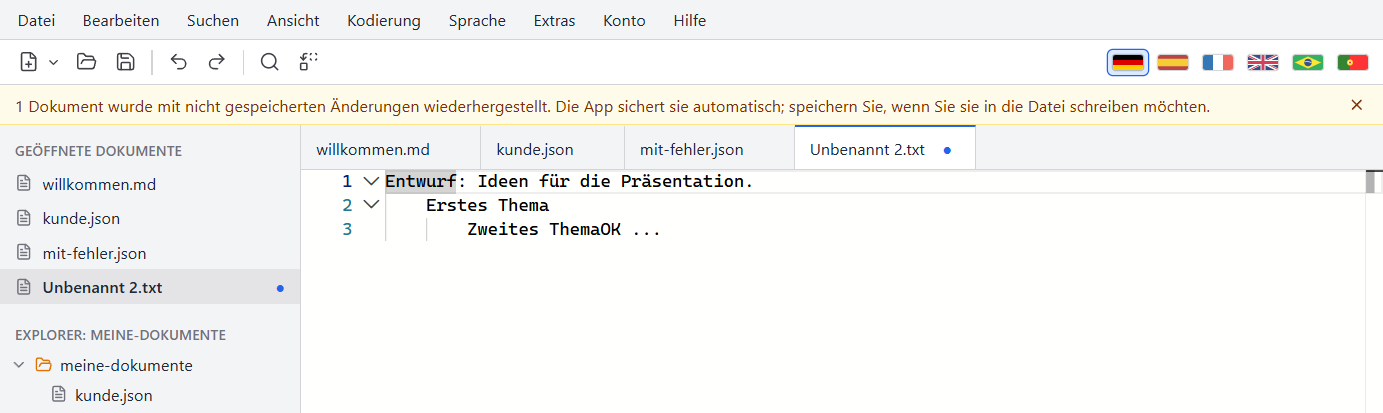 Datei Bearbeiten Suchen Ansicht Kodierung Sprache Extras Konto Hilfe
1 Dokument wurde mit nicht gespeicherten Änderungen wiederhergestellt. Die App sichert sie automatisch; speichern Sie, wenn Sie sie in die Datei schreiben möchten.
GEÖFFNETE DOKUMENTE
willkommen.md
kunde.json
mit-fehler.json
Unbenannt 2.txt
EXPLORER: MEINE-DOKUMENTE
meine-dokumente
kunde.json
willkommen.md kunde.json mit-fehler.json Unbenannt 2.txt
1 Entwurf: Ideen für die Präsentation.
2 Erstes Thema
3 Zweites ThemaOK ...